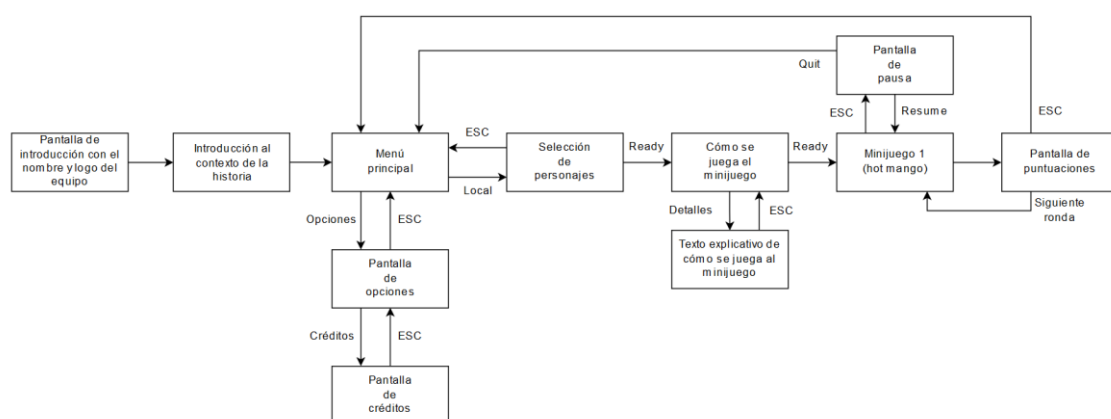 Pantalla de
introducción con el
nombre y logo del
equipo
Introducción al
contexto de la
historia
Menú
principal
ESC
Local
Selección
de
personajes
Ready
Cómo se
juega el
minijuego
Ready
Minijuego 1
(hot mango)
Pantalla de
puntuaciones
ESC
Siguiente
ronda
Quit
Pantalla
de
pausa
ESC
Resume
Detalles
ESC
Texto explicativo de
cómo se juega al
minijuego
Opciones
ESC
Pantalla
de
opciones
Créditos
ESC
Pantalla
de
créditos